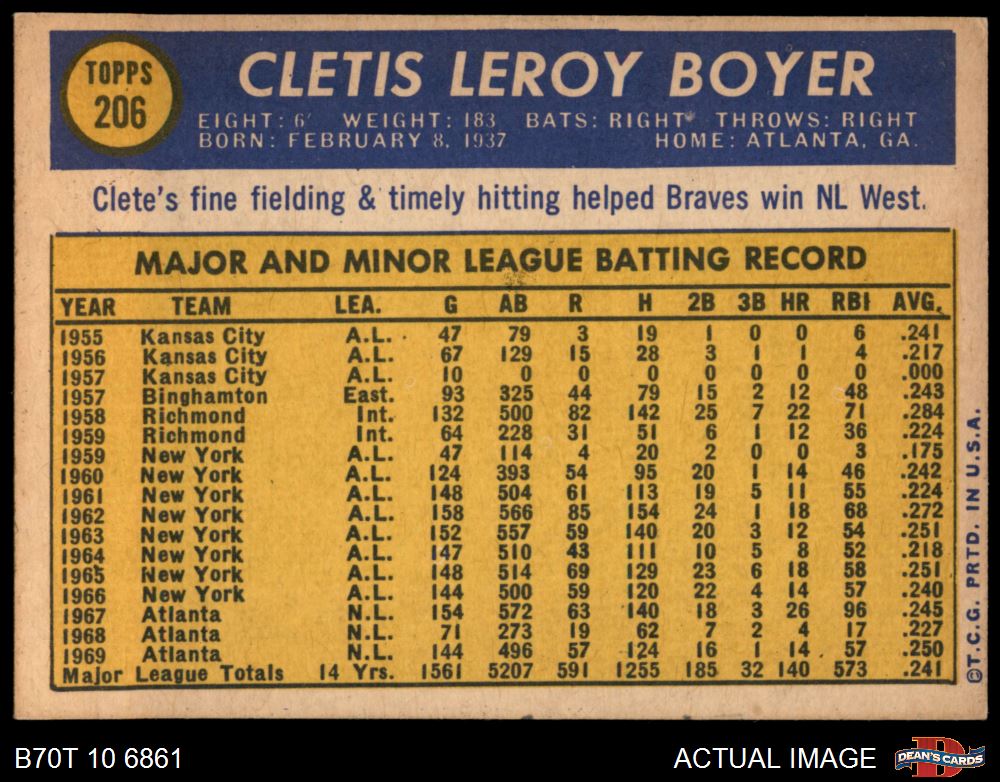 TOPPS
206
CLETIS LEROY BOYER
EIGHT: 6' WEIGHT: 183 BATS: RIGHT THROWS: RIGHT
BORN: FEBRUARY 8, 1937 HOME: ATLANTA, GA.
Clete's fine fielding & timely hitting helped Braves win NL West.
MAJOR AND MINOR LEAGUE BATTING RECORD
YEAR TEAM LEA. G AB R H 2B 3B HR RBI AVG.
1955 Kansas City A.L. 47 79 3 19 1 0 0 6 .241
1956 Kansas City A.L. 67 129 15 28 3 1 1 4 .217
1957 Kansas City A.L. 10 0 0 0 0 0 0 0 .000
1957 Binghamton East. 93 325 44 79 15 2 12 48 .243
1958 Richmond Int. 132 500 82 142 25 7 22 71 .284
1959 Richmond Int. 64 228 31 51 6 1 12 36 .224
1959 New York A.L. 47 114 4 20 2 0 0 3 .175
1960 New York A.L. 124 393 54 95 20 1 14 46 .242
1961 New York A.L. 148 504 61 113 19 5 11 55 .224
1962 New York A.L. 158 566 85 154 24 1 18 68 .272
1963 New York A.L. 152 557 59 140 20 3 12 54 .251
1964 New York A.L. 147 510 43 111 10 5 8 52 .218
1965 New York A.L. 148 514 69 129 23 6 18 58 .251
1966 New York A.L. 144 500 59 120 22 4 14 57 .240
1967 Atlanta N.L. 154 572 63 140 18 3 26 96 .245
1968 Atlanta N.L. 71 273 19 62 7 2 4 17 .227
1969 Atlanta N.L. 144 496 57 124 16 1 14 57 .250
Major League Totals 14 Yrs. 1561 5207 591 1255 185 32 140 573 .241
©T.C.G. PRTD. IN U.S.A.
B70T 10 6861
ACTUAL IMAGE
D
DEAN'S CARDS